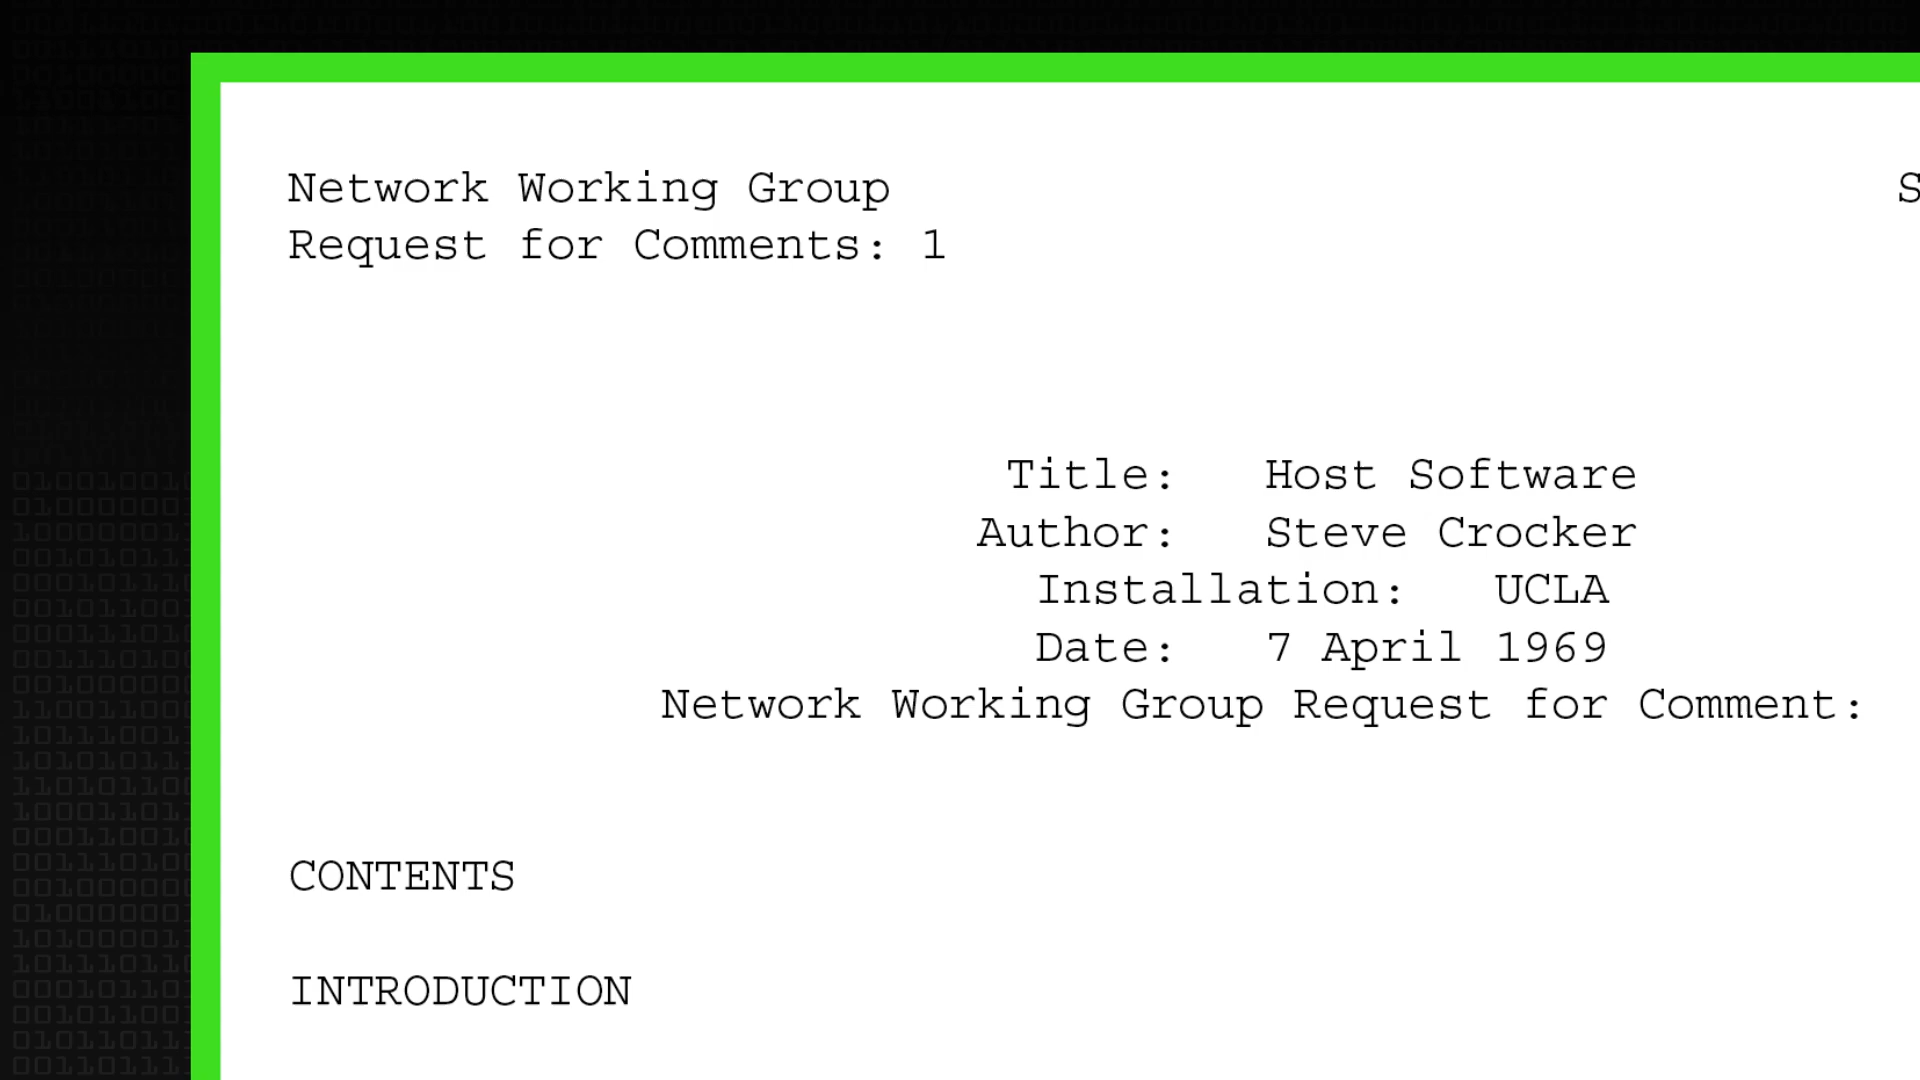 Network Working Group S
Request for Comments: 1
Title: Host Software
Author: Steve Crocker
Installation: UCLA
Date: 7 April 1969
Network Working Group Request for Comment:
CONTENTS
INTRODUCTION